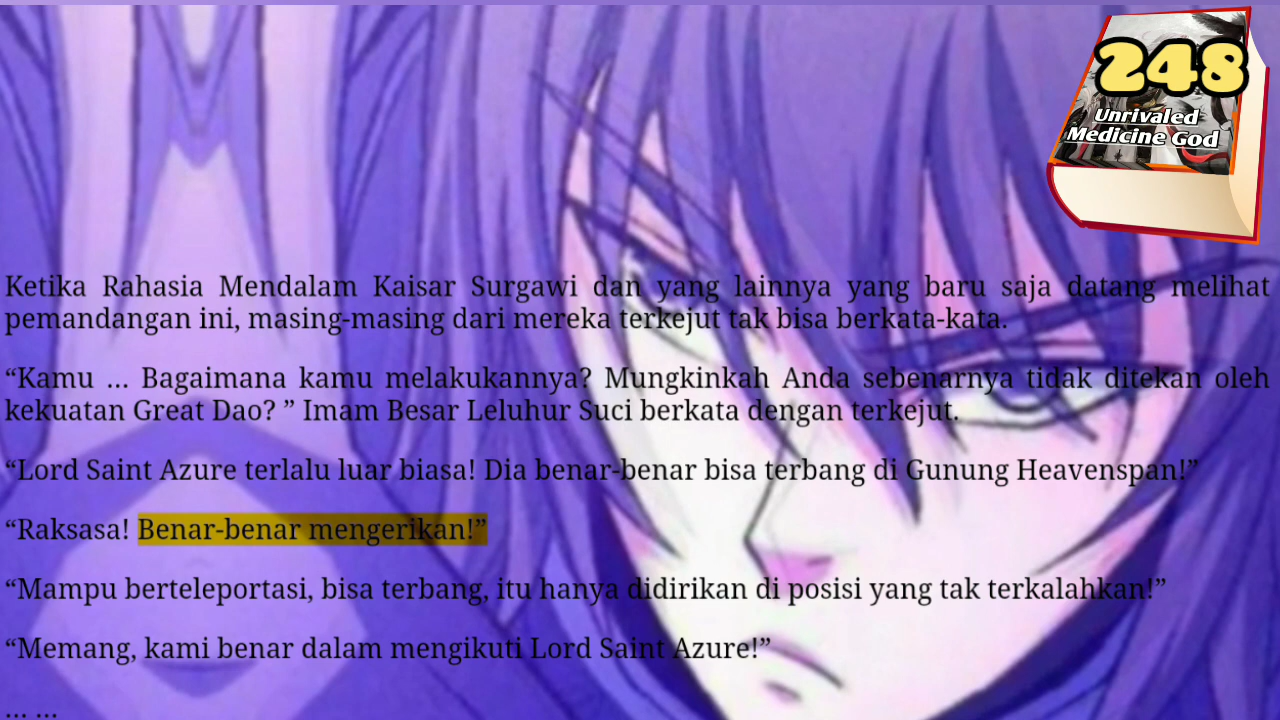 248
Unrivaled
Medicine God
Ketika Rahasia Mendalam Kaisar Surgawi dan yang lainnya yang baru saja datang melihat
pemandangan ini, masing-masing dari mereka terkejut tak bisa berkata-kata.
“Kamu ... Bagaimana kamu melakukannya? Mungkinkah Anda sebenarnya tidak ditekan oleh
kekuatan Great Dao? ” Imam Besar Leluhur Suci berkata dengan terkejut.
“Lord Saint Azure terlalu luar biasa! Dia benar-benar bisa terbang di Gunung Heavenspan!”
“Raksasa! Benar-benar mengerikan!”
“Mampu berteleportasi, bisa terbang, itu hanya didirikan di posisi yang tak terkalahkan!”
“Memang, kami benar dalam mengikuti Lord Saint Azure!”
... ...